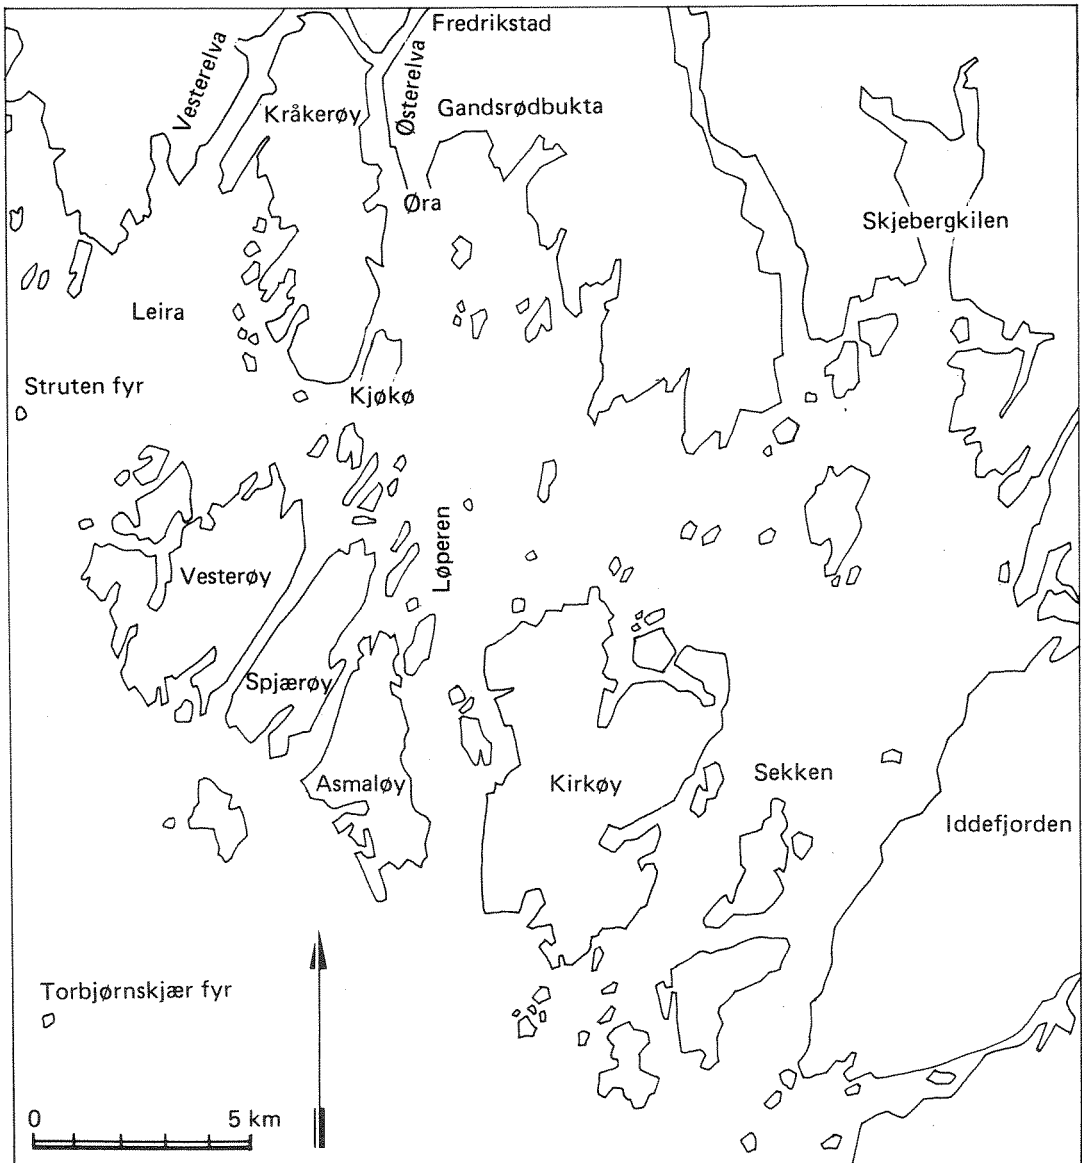 Fredrikstad
Vesterelva
Østerelva
Kråkerøy
Gandsrødbukta
Øra
Skjebergkilen
Leira
Struten fyr
Kjøkø
Løperen
Vesterøy
Spjærøy
Asmaløy
Kirkøy
Sekken
Iddefjorden
Torbjørnskjær fyr
0 5 km